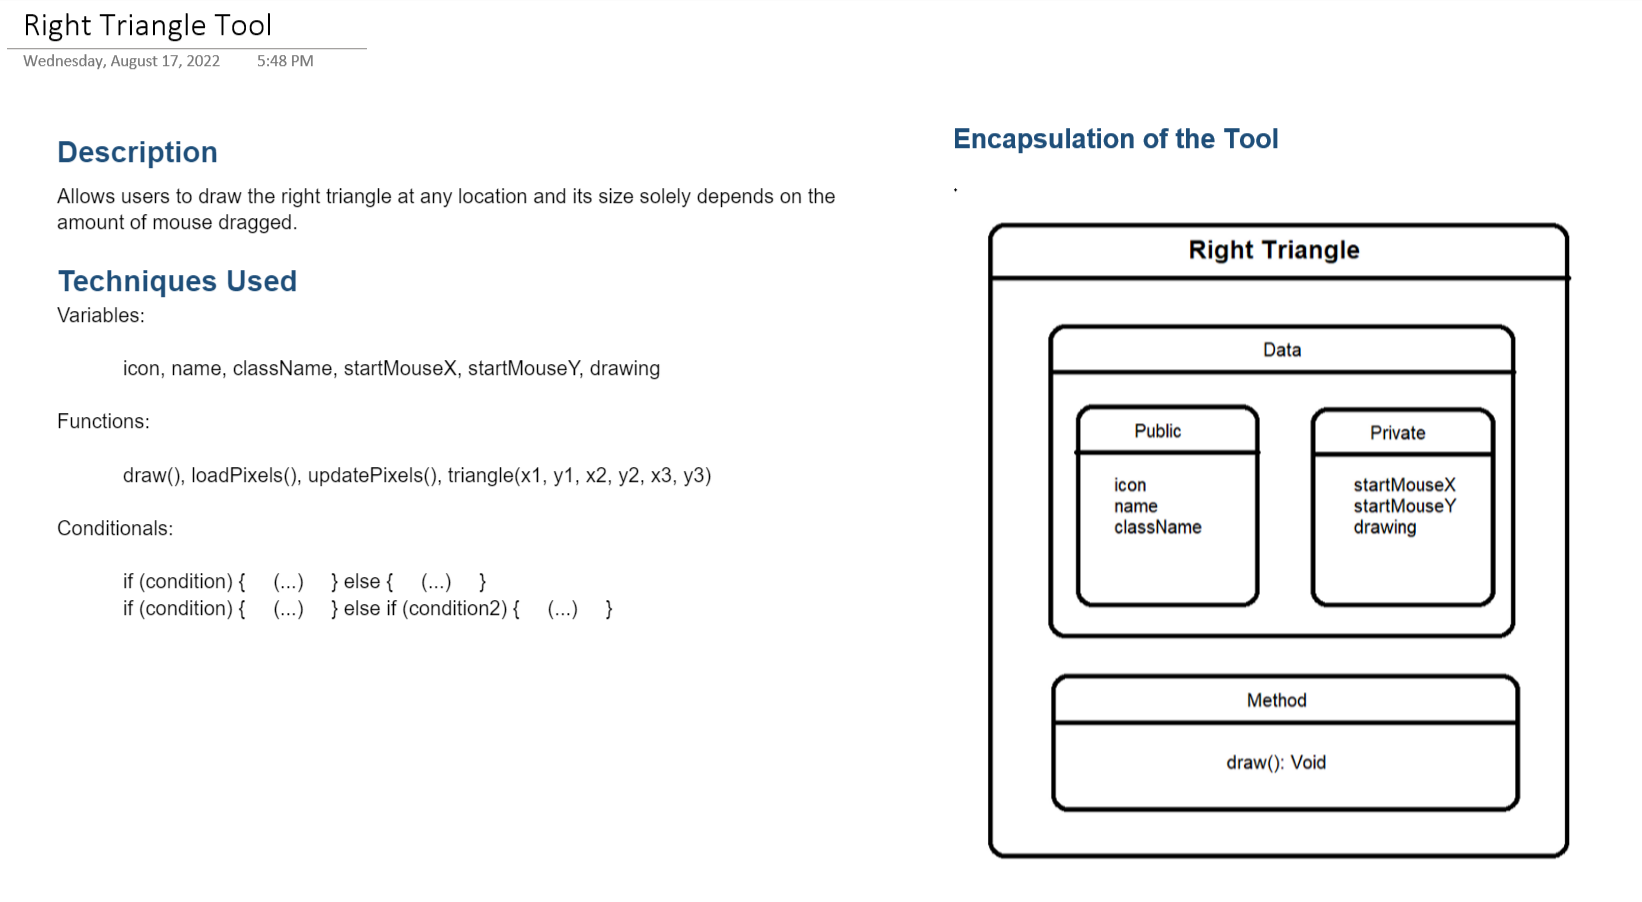 Right Triangle Tool
Wednesday, August 17, 2022 5:48 PM
Description
Allows users to draw the right triangle at any location and its size solely depends on the
amount of mouse dragged.
Techniques Used
Variables:
icon, name, className, startMouseX, startMouseY, drawing
Functions:
draw(), loadPixels(), updatePixels(), triangle(x1, y1, x2, y2, x3, y3)
Conditionals:
if (condition) { (...) } else { (...) }
if (condition) { (...) } else if (condition2) { (...) }
Encapsulation of the Tool
.
Right Triangle
Data
Public
icon
name
className
Private
startMouseX
startMouseY
drawing
Method
draw(): Void